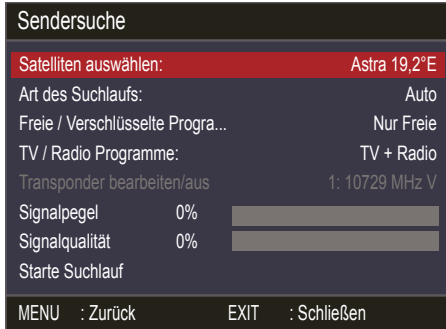 Sendersuche
Satelliten auswählen: Astra 19,2°E
Art des Suchlaufs: Auto
Freie / Verschlüsselte Progra... Nur Freie
TV / Radio Programme: TV + Radio
Transponder bearbeiten/aus 1: 10729 MHz V
Signalpegel 0%
Signalqualität 0%
Starte Suchlauf
MENU : Zurück EXIT : Schließen